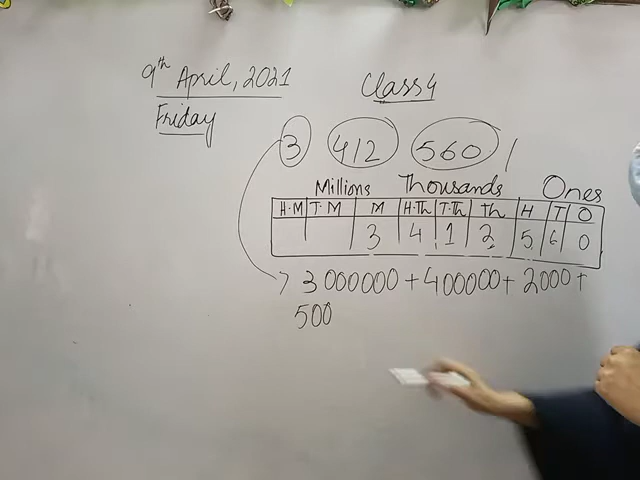 9th April, 2021
Class 4
Friday
3 412 560 /
Millions Thousands Ones
H.M T.M M H.Th T.Th Th H T O
3 4 1 2 5 6 0
3000000 + 400000 + 2000 +
500